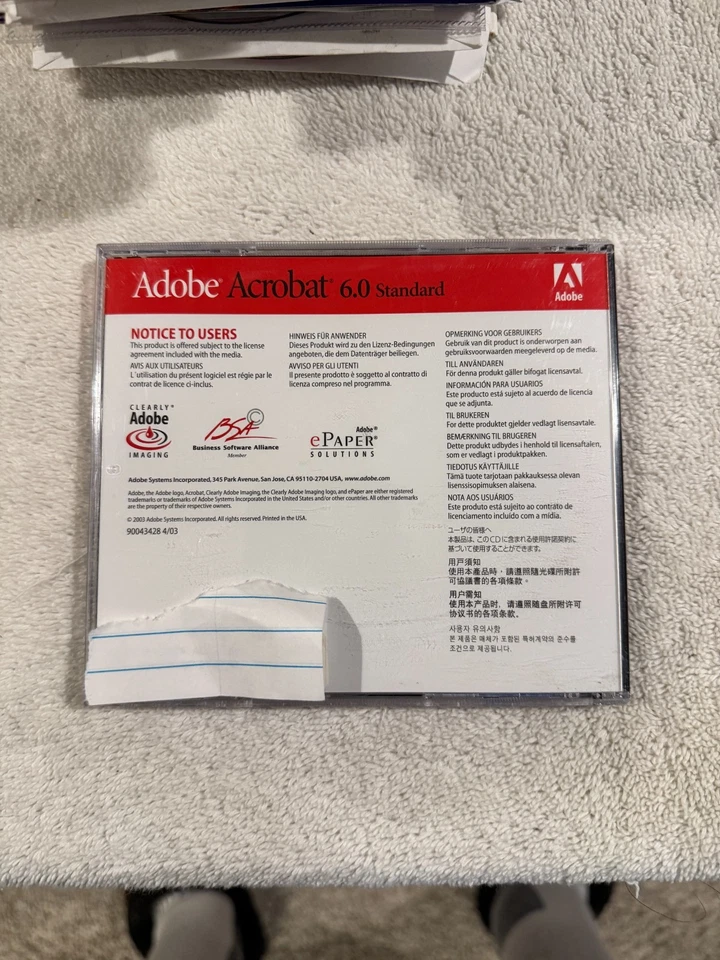 Adobe® Acrobat® 6.0 Standard
Adobe
NOTICE TO USERS
This product is offered subject to the license
agreement included with the media.
AVIS AUX UTILISATEURS
L'utilisation du présent logiciel est régie par le
contrat de licence ci-inclus.
HINWEIS FÜR ANWENDER
Dieses Produkt wird zu den Lizenz-Bedingungen
angeboten, die dem Datenträger beiliegen.
AVVISO PER GLI UTENTI
Il presente prodotto è soggetto al contratto di
licenza compreso nel programma.
OPMERKING VOOR GEBRUIKERS
Gebruik van dit product is onderworpen aan
gebruiksvoorwaarden meegeleverd op de media.
TILL ANVÄNDAREN
För denna produkt gäller bifogat licensavtal.
INFORMACIÓN PARA USUARIOS
Este producto está sujeto al acuerdo de licencia
que se adjunta.
TIL BRUKEREN
For dette produktet gjelder vedlagt lisensavtale.
BEMÆRKNING TIL BRUGEREN
Dette produkt udbydes i henhold til licensaftalen,
som er vedlagt i produktpakken.
TIEDOTUS KÄYTTÄJILLE
Tämä tuote tarjotaan pakkauksessa olevan
lisenssisopimuksen alaisena.
NOTA AOS USUÁRIOS
Este produto está sujeito ao contrato de
licenciamento incluído com a mídia.
ユーザの皆様へ
本製品は、このCDに含まれる使用許諾契約に
基づいて使用することができます。
用戶須知
使用本產品時，請遵照隨光碟所附許
可協議書的各項條款。
用户需知
使用本产品时，请遵照随盘所附许可
协议书的各项条款。
사용자 유의사항
본 제품은 매체가 포함된 특허계약의 준수를
조건으로 제공됩니다.
CLEARLY®
Adobe
IMAGING
BSA
Business Software Alliance
Member
Adobe®
ePAPER®
SOLUTIONS
Adobe Systems Incorporated, 345 Park Avenue, San Jose, CA 95110-2704 USA, www.adobe.com
Adobe, the Adobe logo, Acrobat, Clearly Adobe Imaging, the Clearly Adobe Imaging logo, and ePaper are either registered
trademarks or trademarks of Adobe Systems Incorporated in the United States and/or other countries. All other trademarks
are the property of their respective owners.
© 2003 Adobe Systems Incorporated. All rights reserved. Printed in the USA.
90043428 4/03